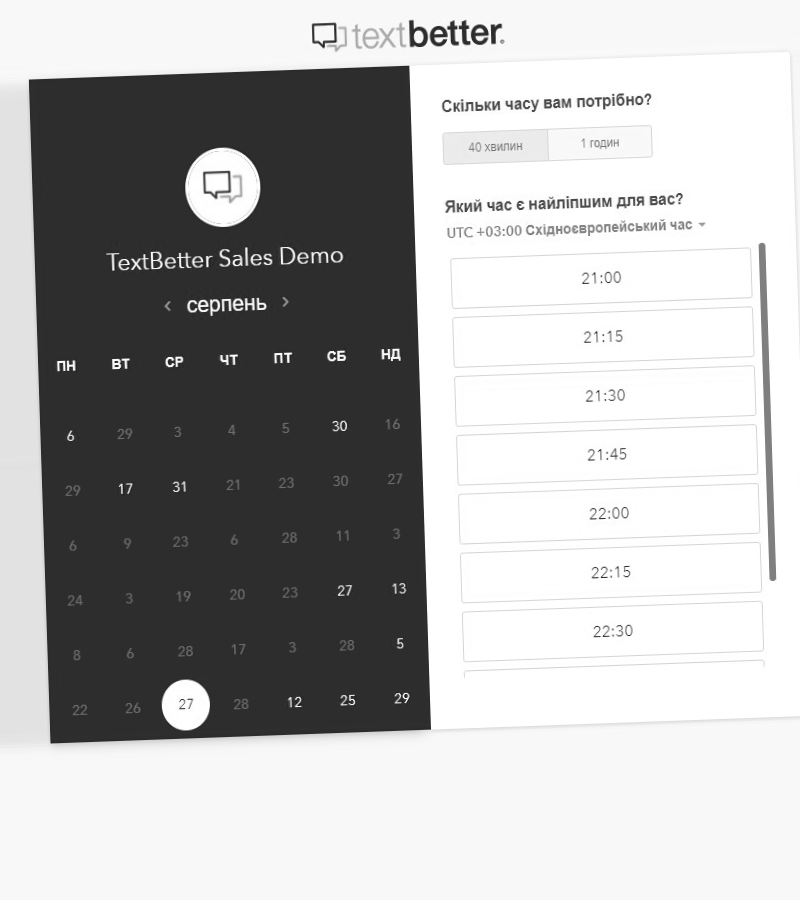 textbetter.
TextBetter Sales Demo
серпень
ПН ВТ СР ЧТ ПТ СБ НД
6 29 3 4 5 30 16
29 17 31 21 23 30 27
6 9 23 6 28 11 3
24 3 19 20 23 27 13
8 6 28 17 3 28 5
22 26 27 28 12 25 29
Скільки часу вам потрібно?
40 хвилин 1 годин
Який час є найліпшим для вас?
UTC +03:00 Східноєвропейський час
21:00
21:15
21:30
21:45
22:00
22:15
22:30